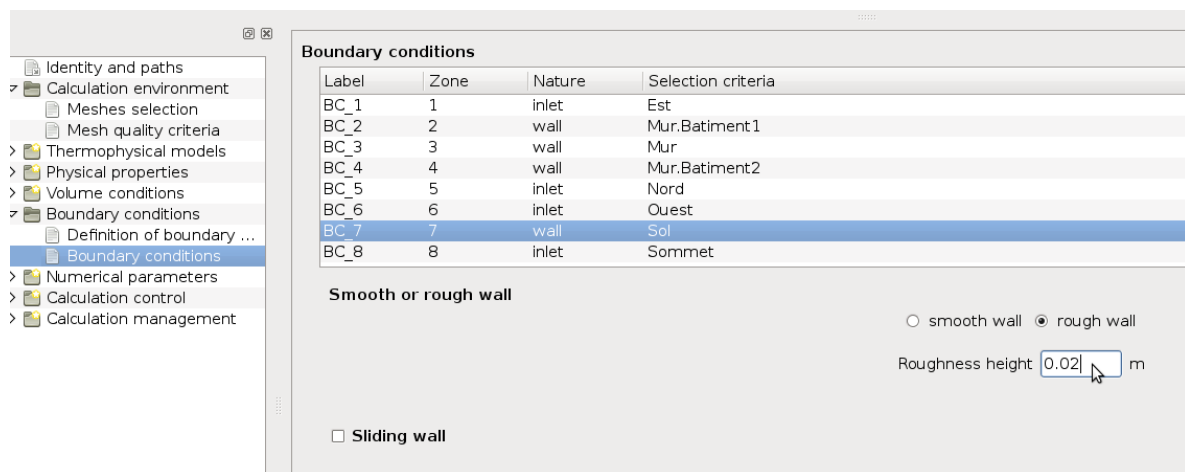 Identity and paths
Calculation environment
Meshes selection
Mesh quality criteria
Thermophysical models
Physical properties
Volume conditions
Boundary conditions
Definition of boundary ...
Boundary conditions
Numerical parameters
Calculation control
Calculation management
Boundary conditions
Label Zone Nature Selection criteria
BC_1 1 inlet Est
BC_2 2 wall Mur.Batiment1
BC_3 3 wall Mur
BC_4 4 wall Mur.Batiment2
BC_5 5 inlet Nord
BC_6 6 inlet Ouest
BC_7 7 wall Sol
BC_8 8 inlet Sommet
Smooth or rough wall
smooth wall rough wall
Roughness height 0.02 m
Sliding wall